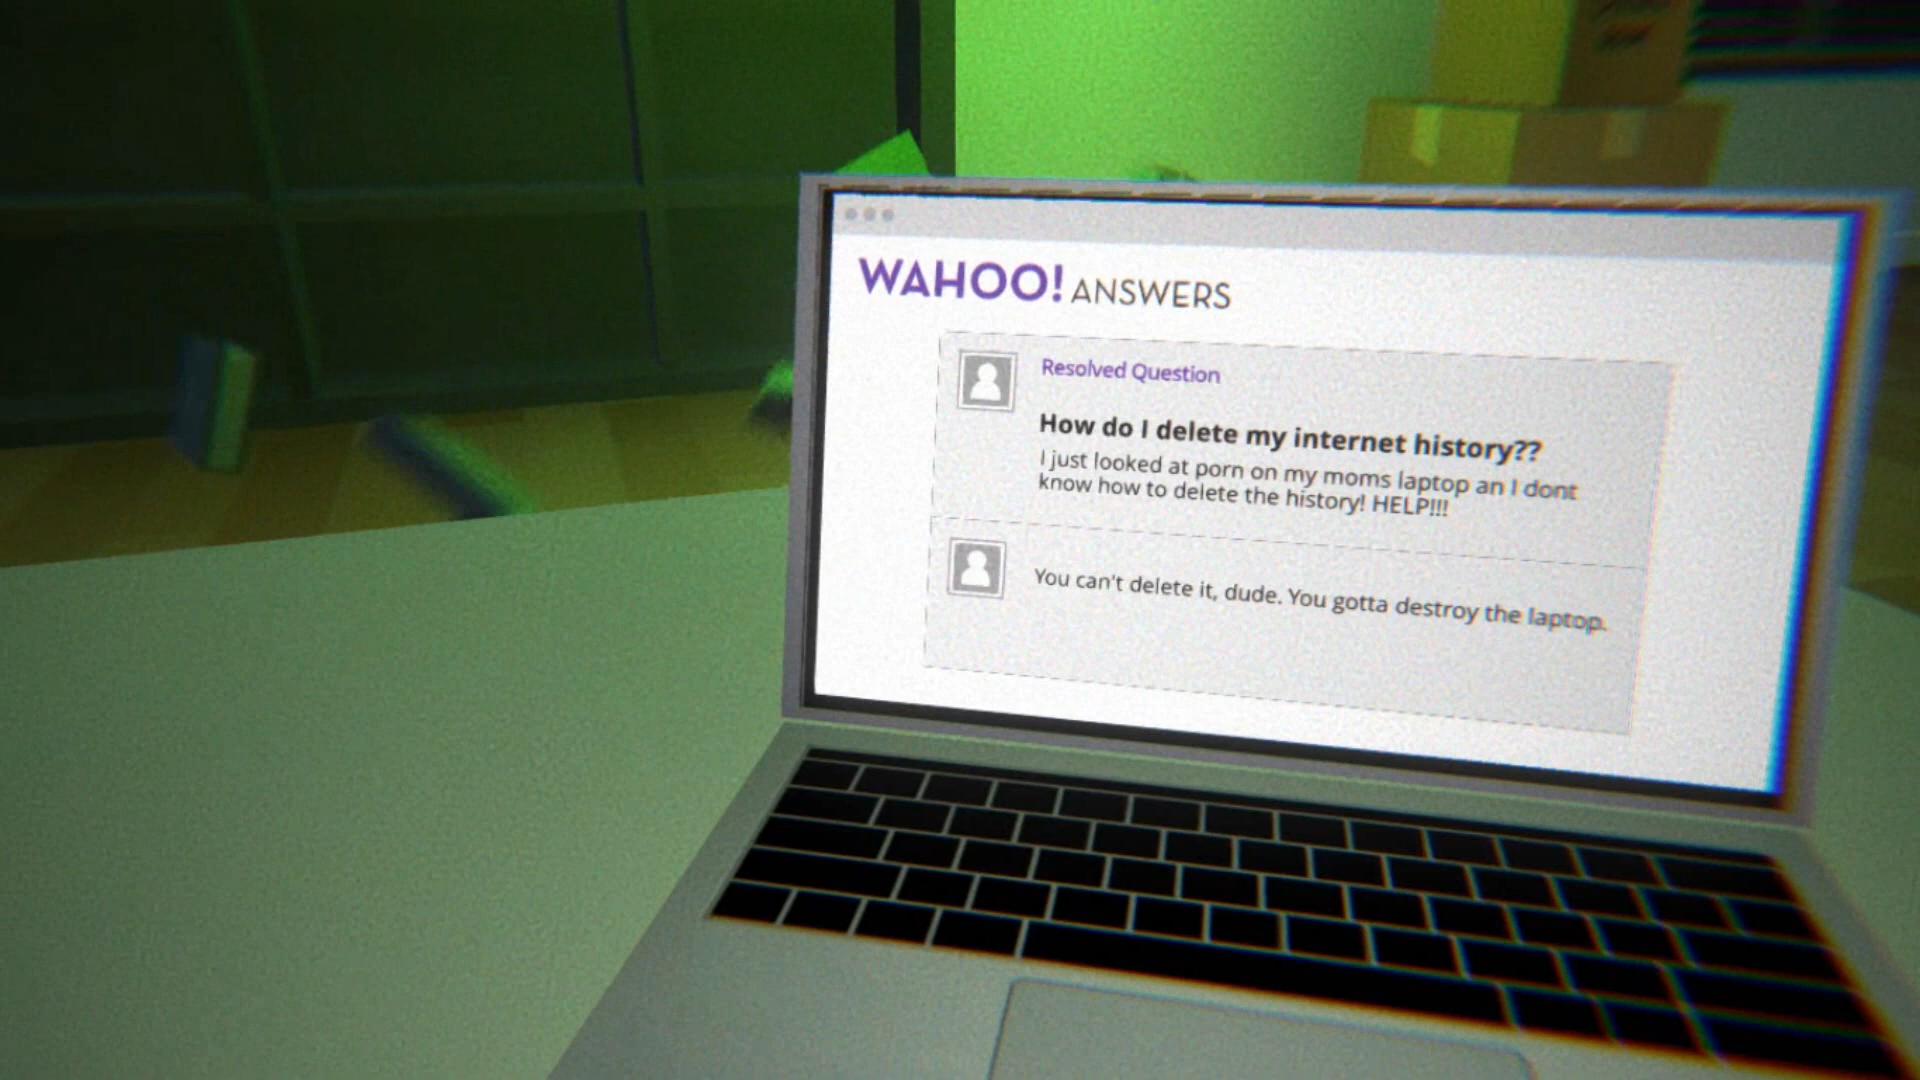 WAHOO! ANSWERS
Resolved Question
How do I delete my internet history??
I just looked at porn on my moms laptop an I dont
know how to delete the history! HELP!!!
You can't delete it, dude. You gotta destroy the laptop.